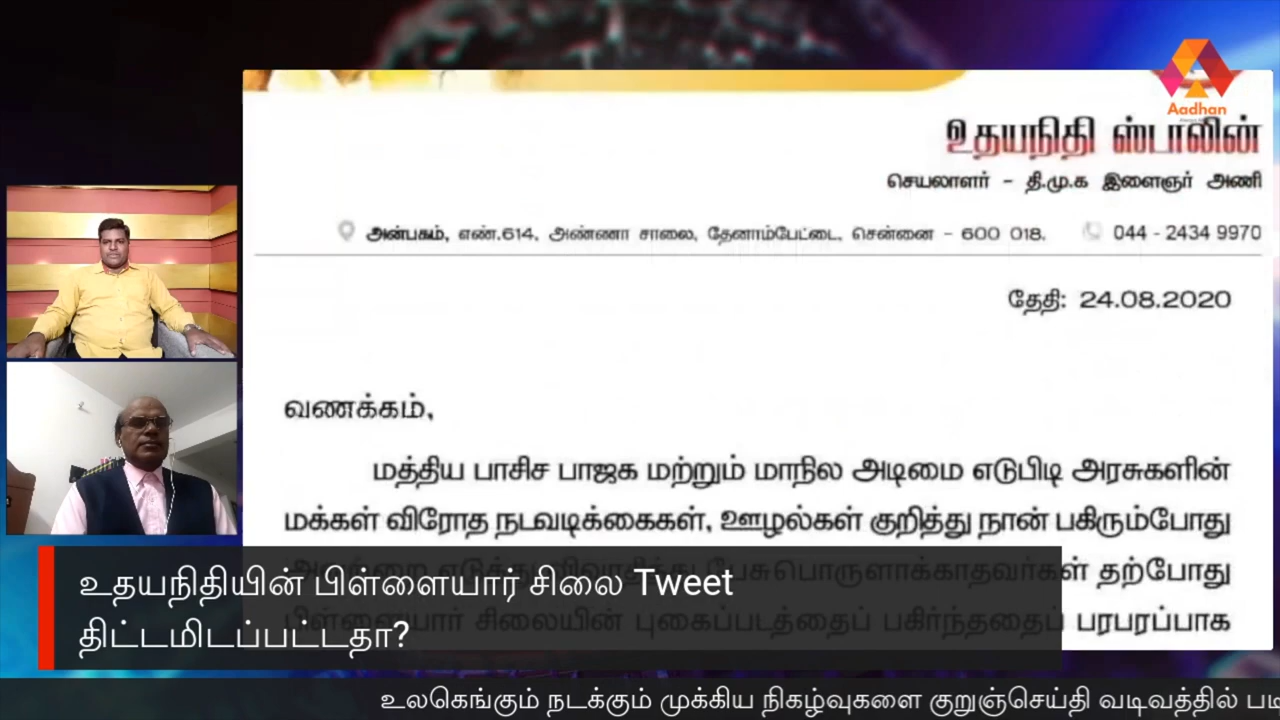 Aadhan
உதயநிதி ஸ்டாலின்
செயலாளர் - தி.மு.க இளைஞர் அணி
அன்பகம், எண்.614, அண்ணா சாலை, தேனாம்பேட்டை, சென்னை - 600 018. 044 - 2434 9970
தேதி: 24.08.2020
வணக்கம்,
மத்திய பாசிச பாஜக மற்றும் மாநில அடிமை எடுபிடி அரசுகளின்
மக்கள் விரோத நடவடிக்கைகள், ஊழல்கள் குறித்து நான் பகிரும்போது
பேசுபொருளாக்காதவர்கள் தற்போது
பிள்ளையார் சிலையின் புகைப்படத்தைப் பகிர்ந்ததைப் பரபரப்பாக
உதயநிதியின் பிள்ளையார் சிலை Tweet
திட்டமிடப்பட்டதா?
உலகெங்கும் நடக்கும் முக்கிய நிகழ்வுகளை குறுஞ்செய்தி வடிவத்தில்